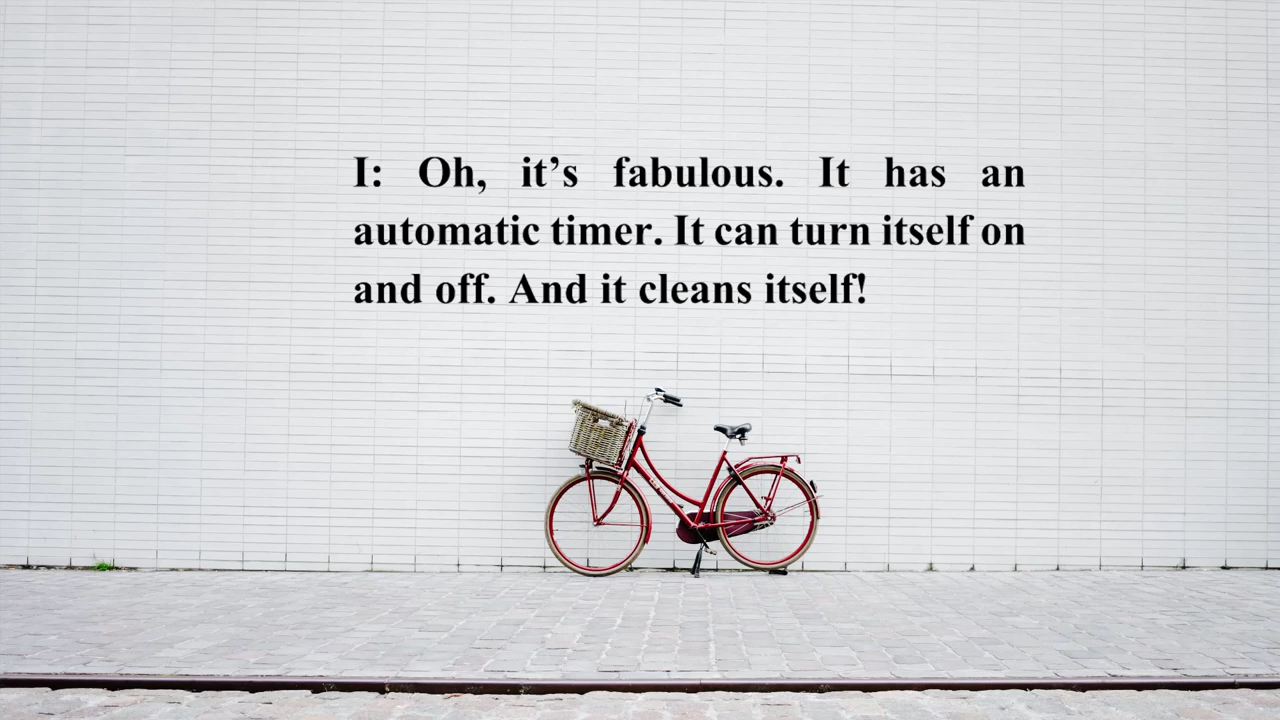 I: Oh, it’s fabulous. It has an
automatic timer. It can turn itself on
and off. And it cleans itself!